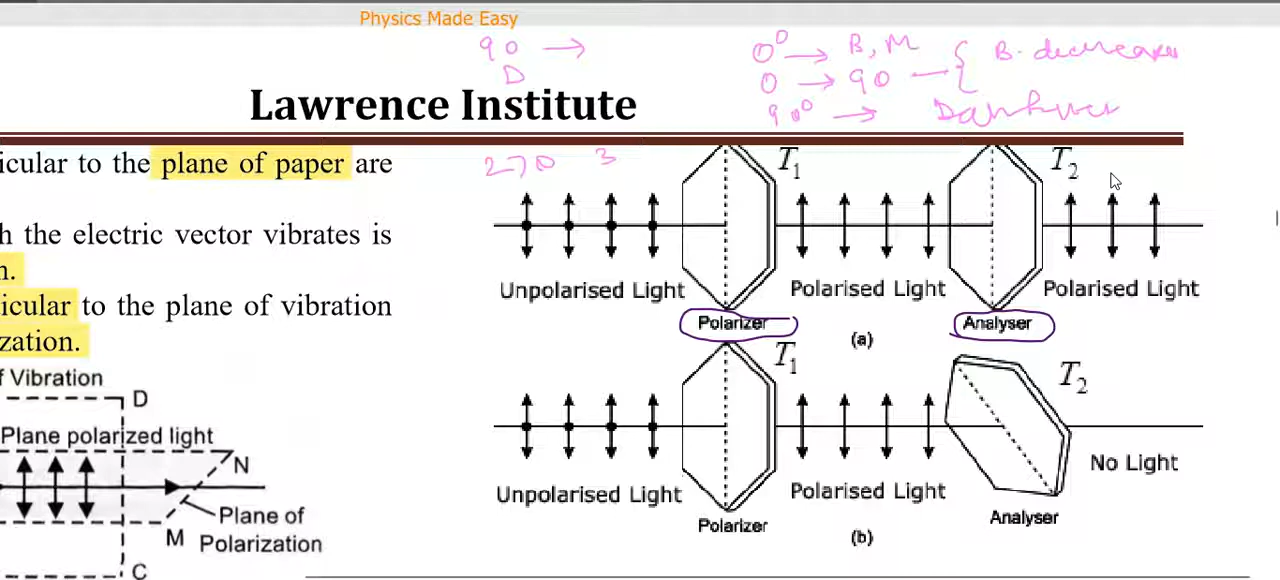 Physics Made Easy
90 →
D
0° → B, M
0 → 90 — { B. decreases
90° → Darkness
Lawrence Institute
icular to the plane of paper are
h the electric vector vibrates is
n.
icular to the plane of vibration
zation.
f Vibration
D
Plane polarized light
N
M
Plane of
Polarization
C
270 3
T1
T2
Unpolarised Light
Polarised Light
Polarised Light
Polarizer
Analyser
(a)
T1
T2
No Light
Unpolarised Light
Polarised Light
Polarizer
Analyser
(b)